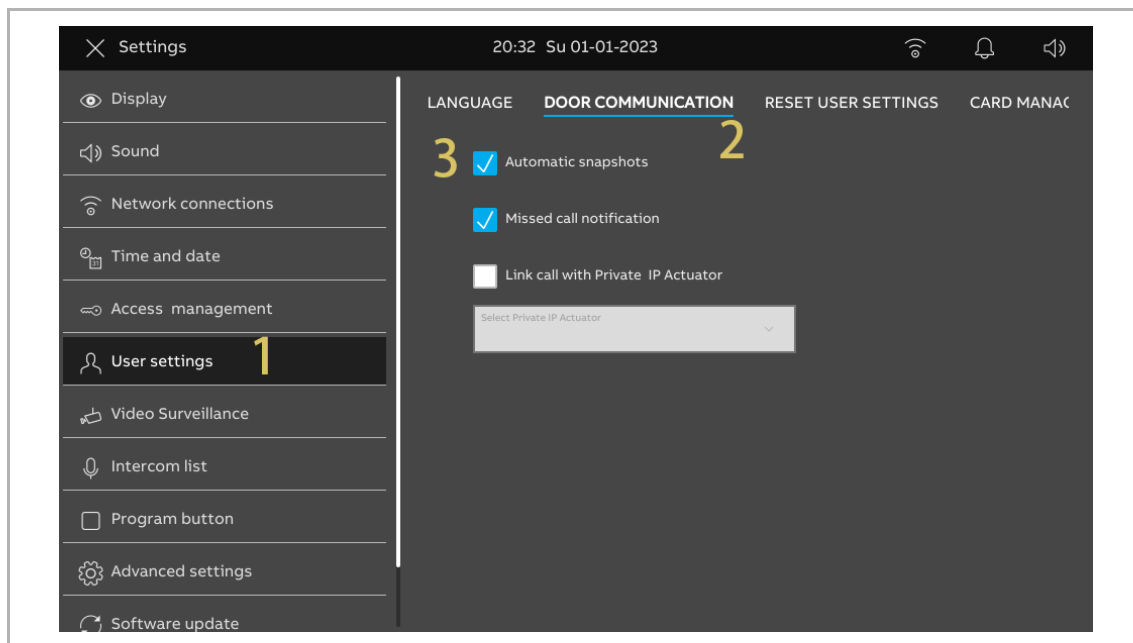 Settings
20:32 Su 01-01-2023
Display
Sound
Network connections
Time and date
31
Access management
User settings
1
Video Surveillance
Intercom list
Program button
Advanced settings
Software update
LANGUAGE DOOR COMMUNICATION RESET USER SETTINGS CARD MANAC
2
3
Automatic snapshots
Missed call notification
Link call with Private IP Actuator
Select Private IP Actuator